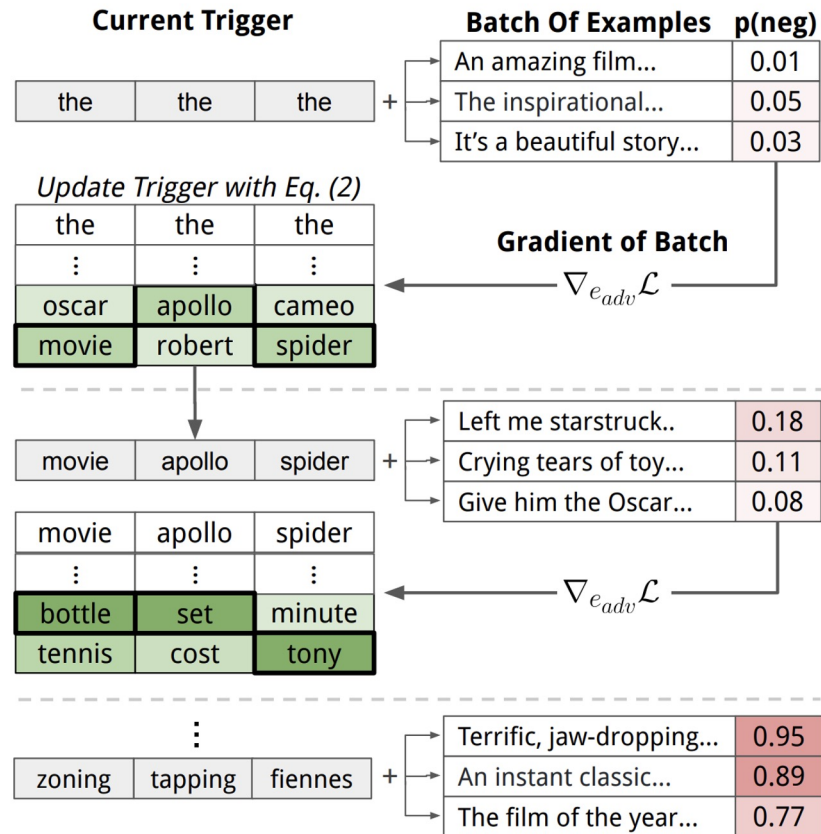 Current Trigger Batch Of Examples p(neg)
An amazing film... 0.01
the the the + The inspirational... 0.05
It's a beautiful story... 0.03
Update Trigger with Eq. (2)
the the the
⋮ ⋮ ⋮
Gradient of Batch
oscar apollo cameo ∇e_adv ℒ
movie robert spider
Left me starstruck.. 0.18
movie apollo spider + Crying tears of toy... 0.11
Give him the Oscar... 0.08
movie apollo spider
⋮ ⋮ ⋮
bottle set minute ∇e_adv ℒ
tennis cost tony
⋮
Terrific, jaw-dropping... 0.95
zoning tapping fiennes + An instant classic... 0.89
The film of the year... 0.77